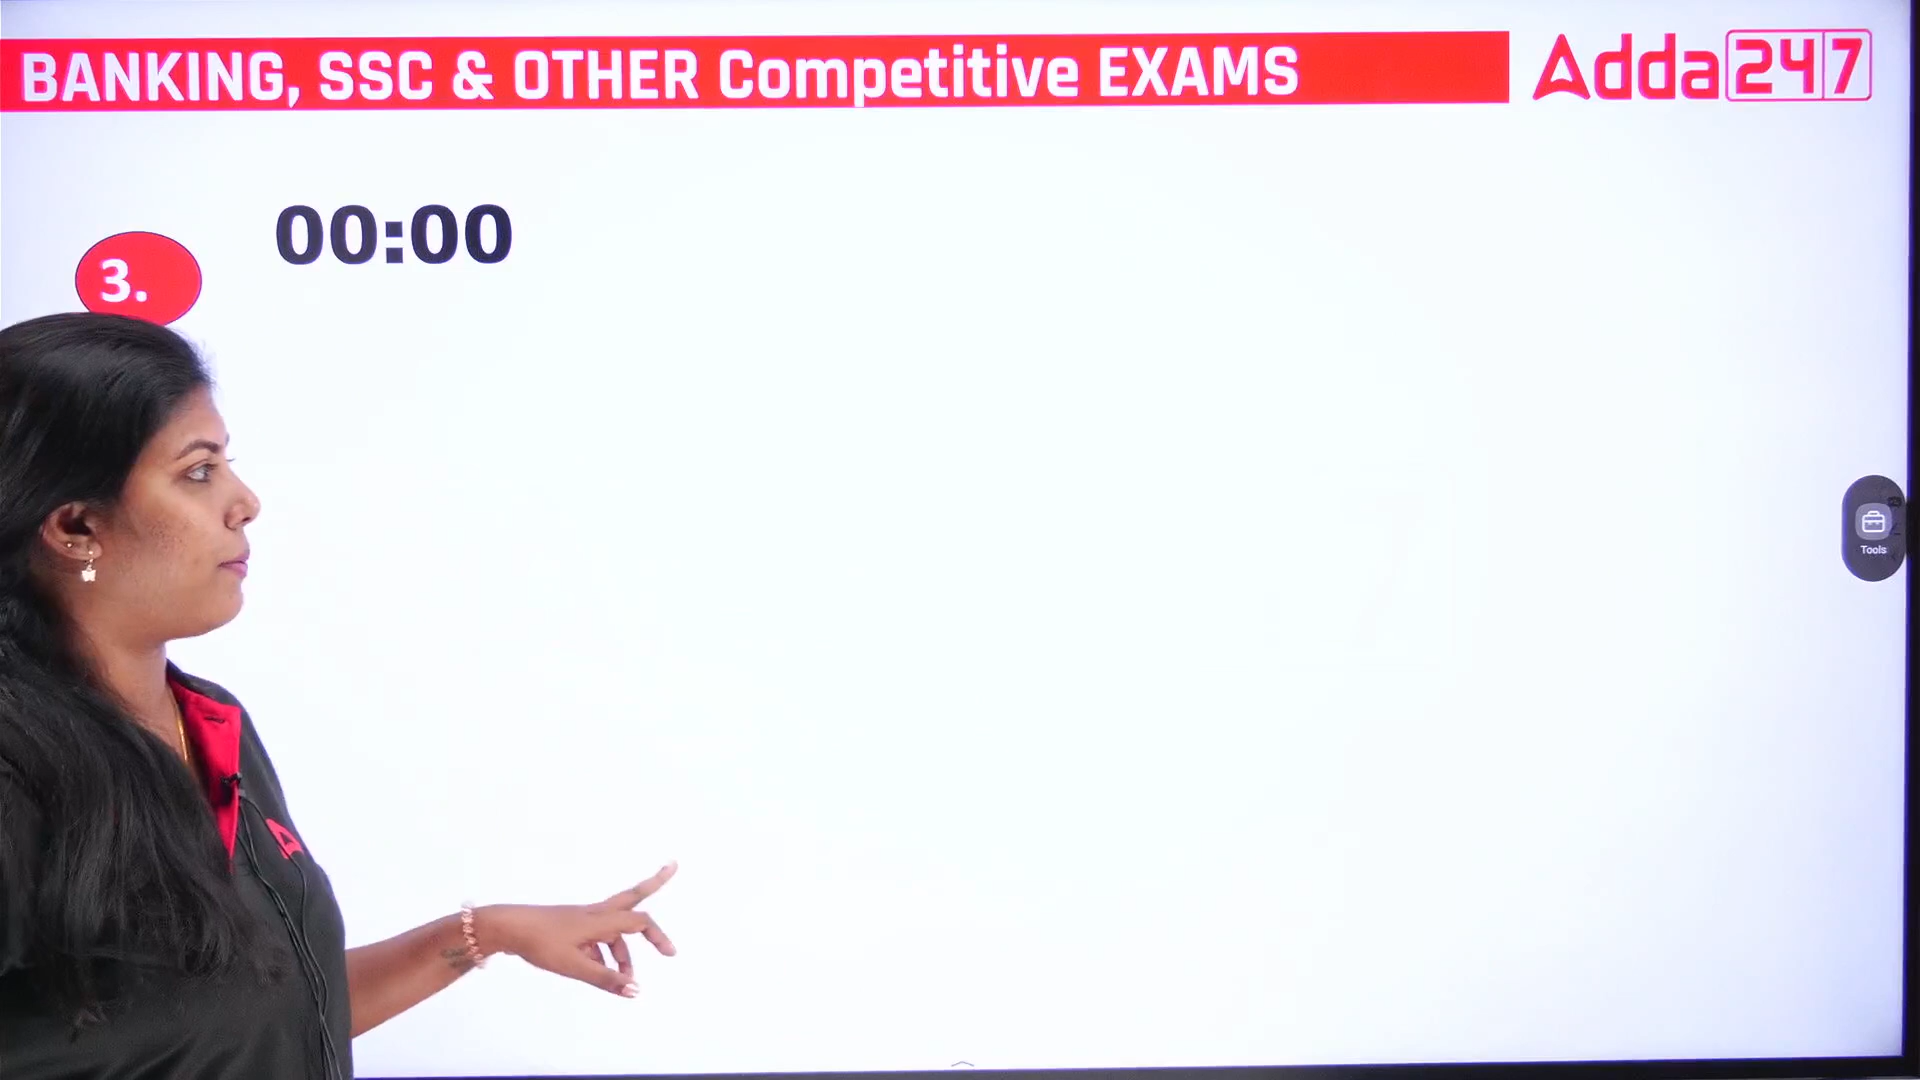 BANKING, SSC & OTHER Competitive EXAMS
Adda247
00:00
3.
Tools